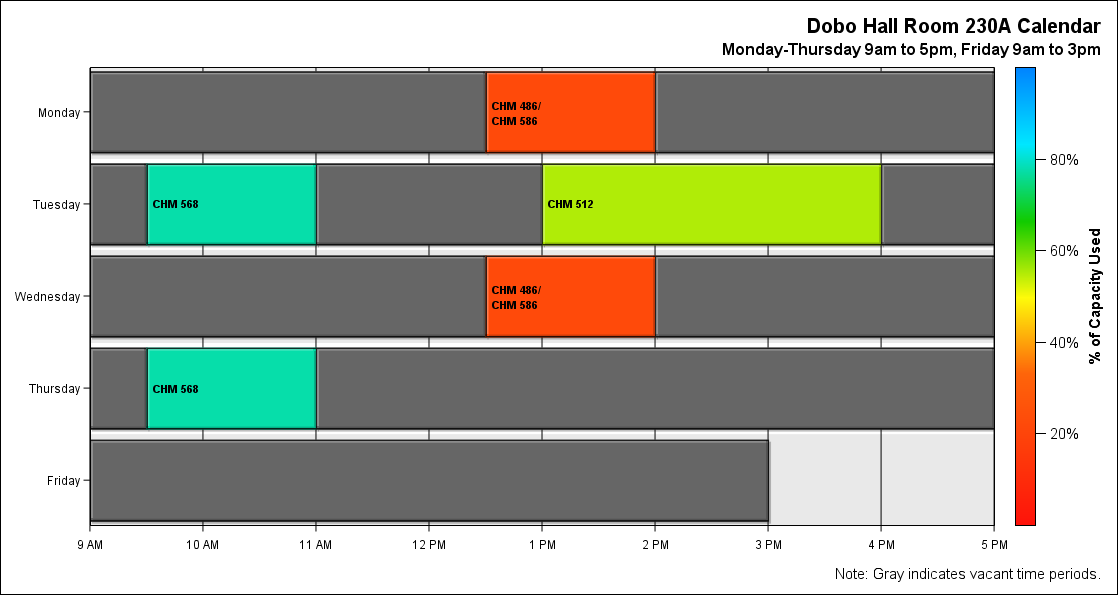 Dobo Hall Room 230A Calendar
Monday-Thursday 9am to 5pm, Friday 9am to 3pm
Monday
CHM 486/
CHM 586
Tuesday
CHM 568
CHM 512
Wednesday
CHM 486/
CHM 586
Thursday
CHM 568
Friday
9 AM
10 AM
11 AM
12 PM
1 PM
2 PM
3 PM
4 PM
5 PM
80%
60%
40%
20%
% of Capacity Used
Note: Gray indicates vacant time periods.